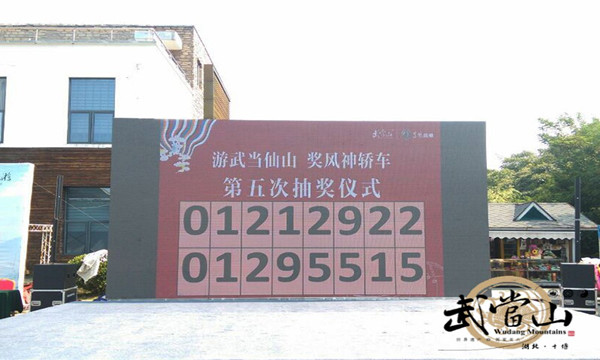 游武当仙山 奖风神轿车
第五次抽奖仪式
01212922
01295515
武當山
Wudang Mountains
湖北·十堰